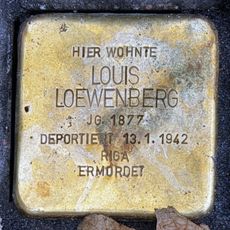 HIER WOHNTE
LOUIS
LOEWENBERG
JG. 1877
DEPORTIERT 13.1.1942
RIGA
ERMORDET